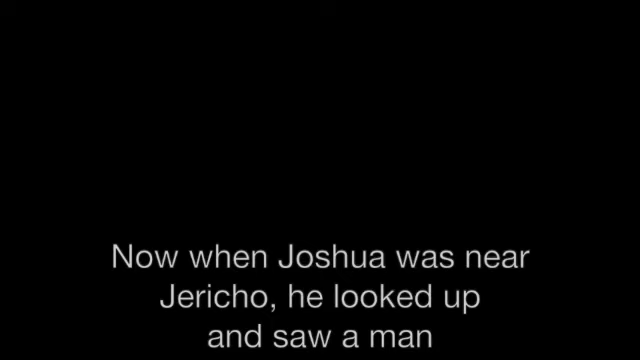 Now when Joshua was near
Jericho, he looked up
and saw a man